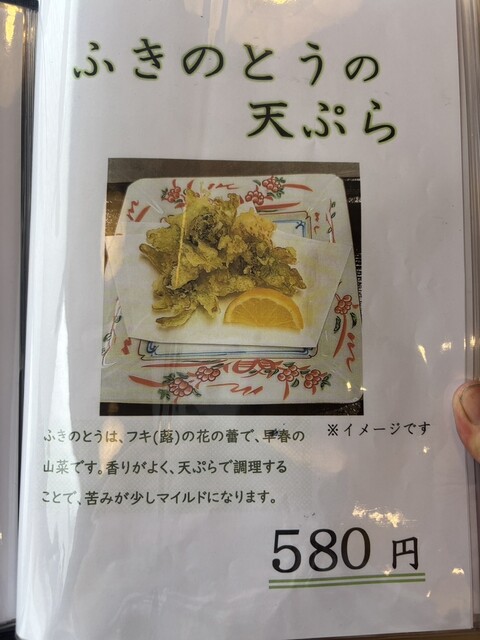 ふきのとうの
天ぷら
※イメージです
ふきのとうは、フキ(蕗)の花の蕾で、早春の
山菜です。香りがよく、天ぷらで調理する
ことで、苦みが少しマイルドになります。
580円